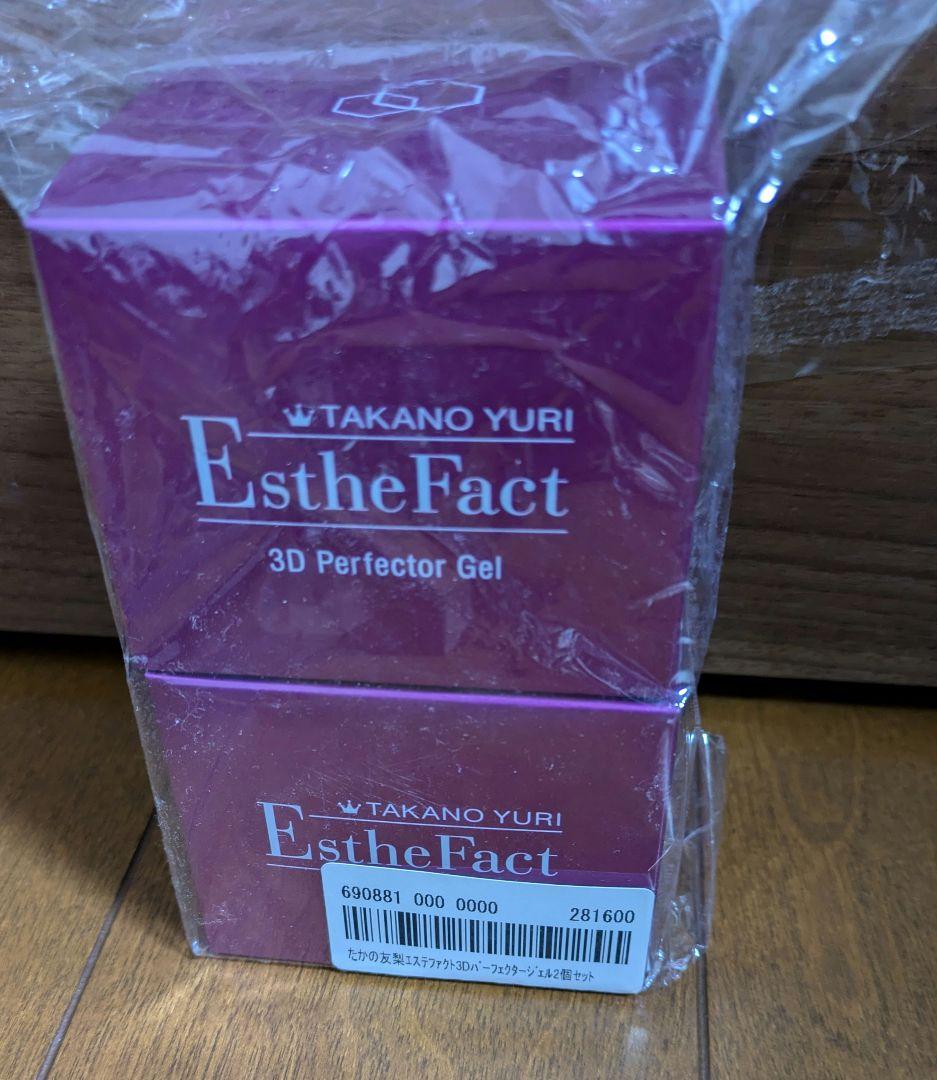 TAKANO YURI
EstheFact
3D Perfector Gel
TAKANO YURI
EstheFact
690881 000 0000 281600
たかの友梨ｴｽﾃﾌｧｸﾄ3Dﾊﾟｰﾌｪｸﾀｰｼﾞｪﾙ2個ｾｯﾄ